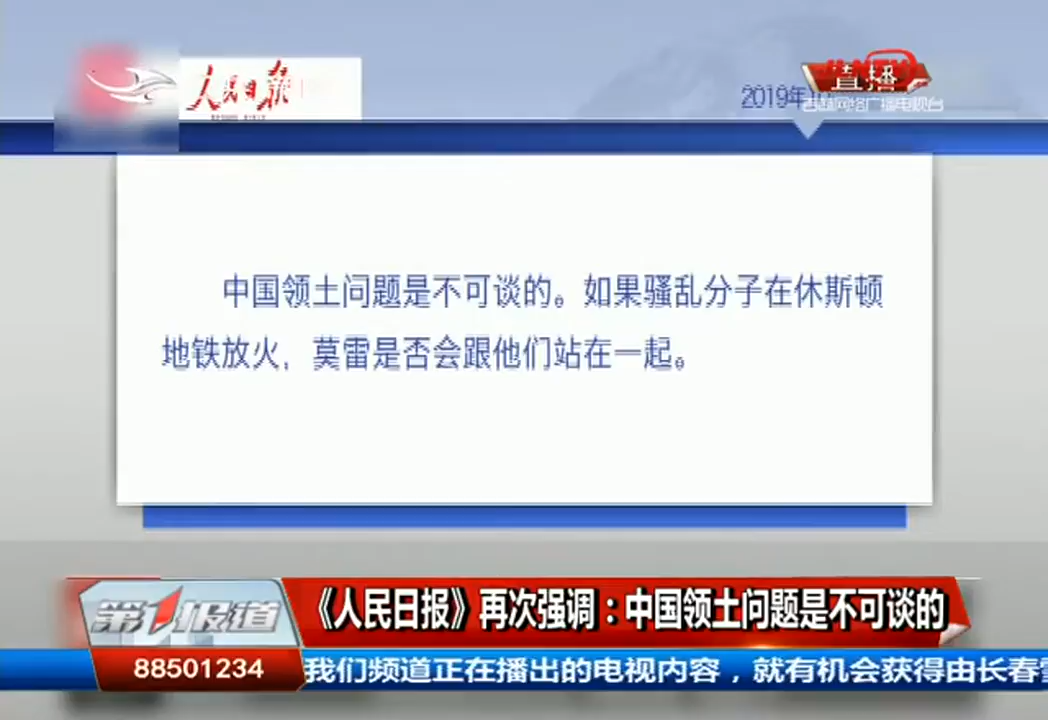 人民日报
2019年
直播
中国领土问题是不可谈的。如果骚乱分子在休斯顿
地铁放火，莫雷是否会跟他们站在一起。
第1报道
《人民日报》再次强调：中国领土问题是不可谈的
88501234
我们频道正在播出的电视内容，就有机会获得由长春